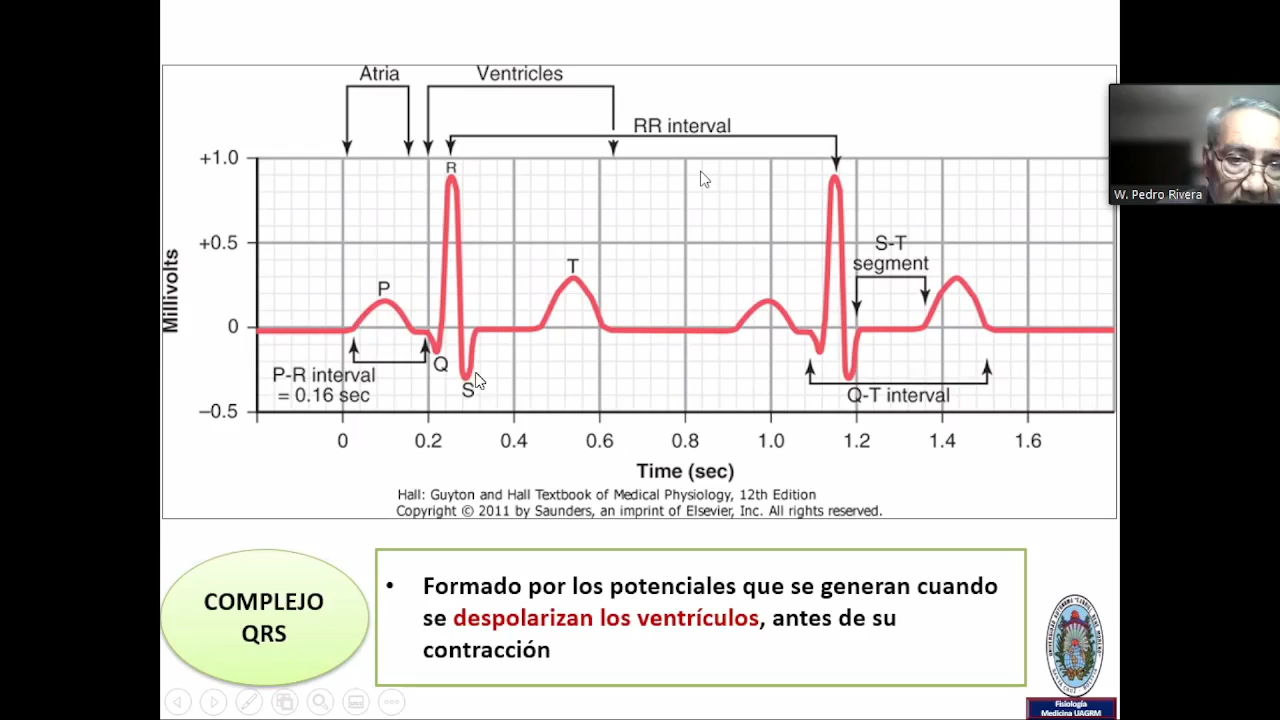 Atria
Ventricles
RR interval
+1.0
R
W. Pedro Rivera
+0.5
S-T
segment
T
P
Millivolts
0
Q
P-R interval
= 0.16 sec
S
Q-T interval
–0.5
0 0.2 0.4 0.6 0.8 1.0 1.2 1.4 1.6
Time (sec)
Hall: Guyton and Hall Textbook of Medical Physiology, 12th Edition
Copyright © 2011 by Saunders, an imprint of Elsevier, Inc. All rights reserved.
COMPLEJO
QRS
• Formado por los potenciales que se generan cuando
se despolarizan los ventrículos, antes de su
contracción
Fisiología
Medicina UAGRM